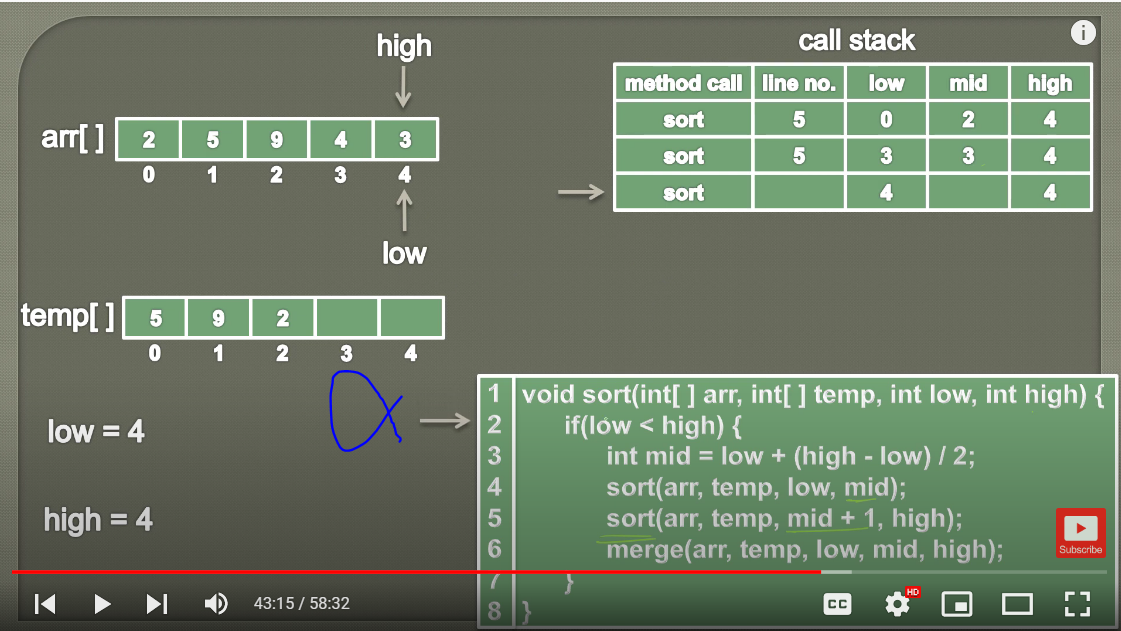 high
call stack
method call line no. low mid high
sort 5 0 2 4
sort 5 3 3 4
sort 4 4
arr[ ] 2 5 9 4 3
0 1 2 3 4
low
temp[ ] 5 9 2
0 1 2 3 4
low = 4
high = 4
1 void sort(int[ ] arr, int[ ] temp, int low, int high) {
2 if(low < high) {
3 int mid = low + (high - low) / 2;
4 sort(arr, temp, low, mid);
5 sort(arr, temp, mid + 1, high);
6 merge(arr, temp, low, mid, high);
7 }
8 }
Subscribe
43:15 / 58:32
CC
HD
i